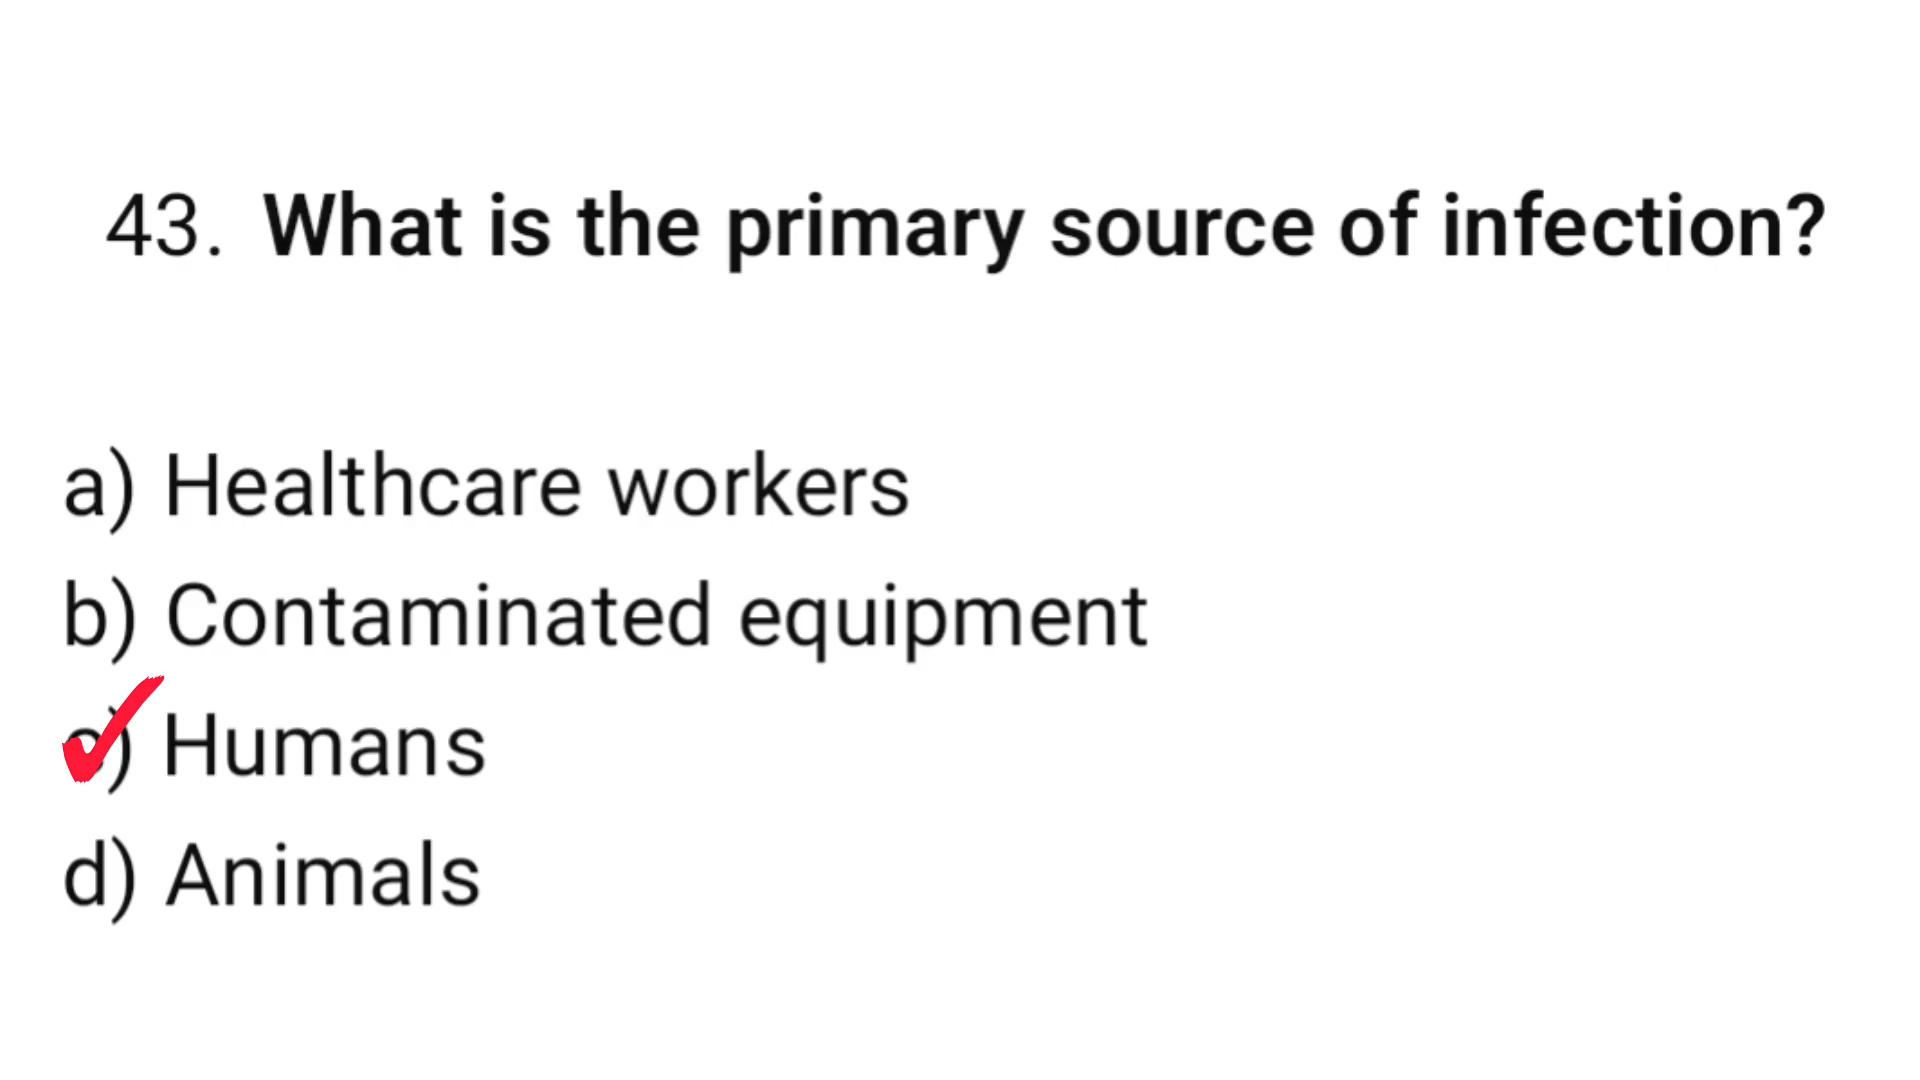 43. What is the primary source of infection?
a) Healthcare workers
b) Contaminated equipment
c) Humans
d) Animals